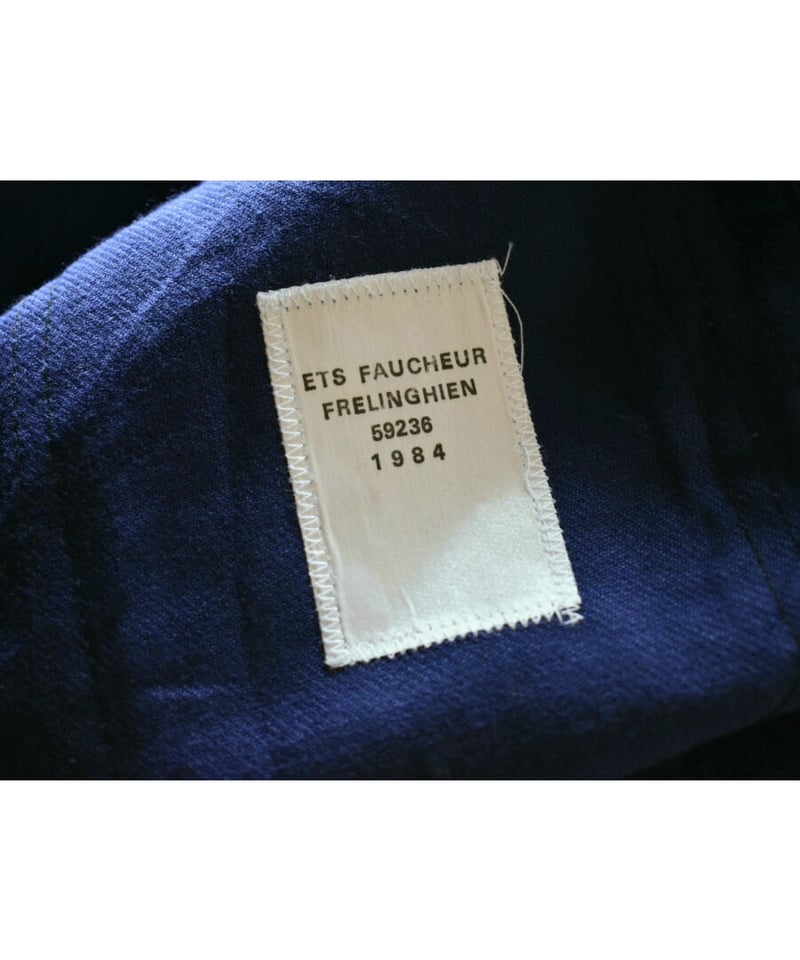 ETS FAUCHEUR
FRELINGHIEN
59236
1984